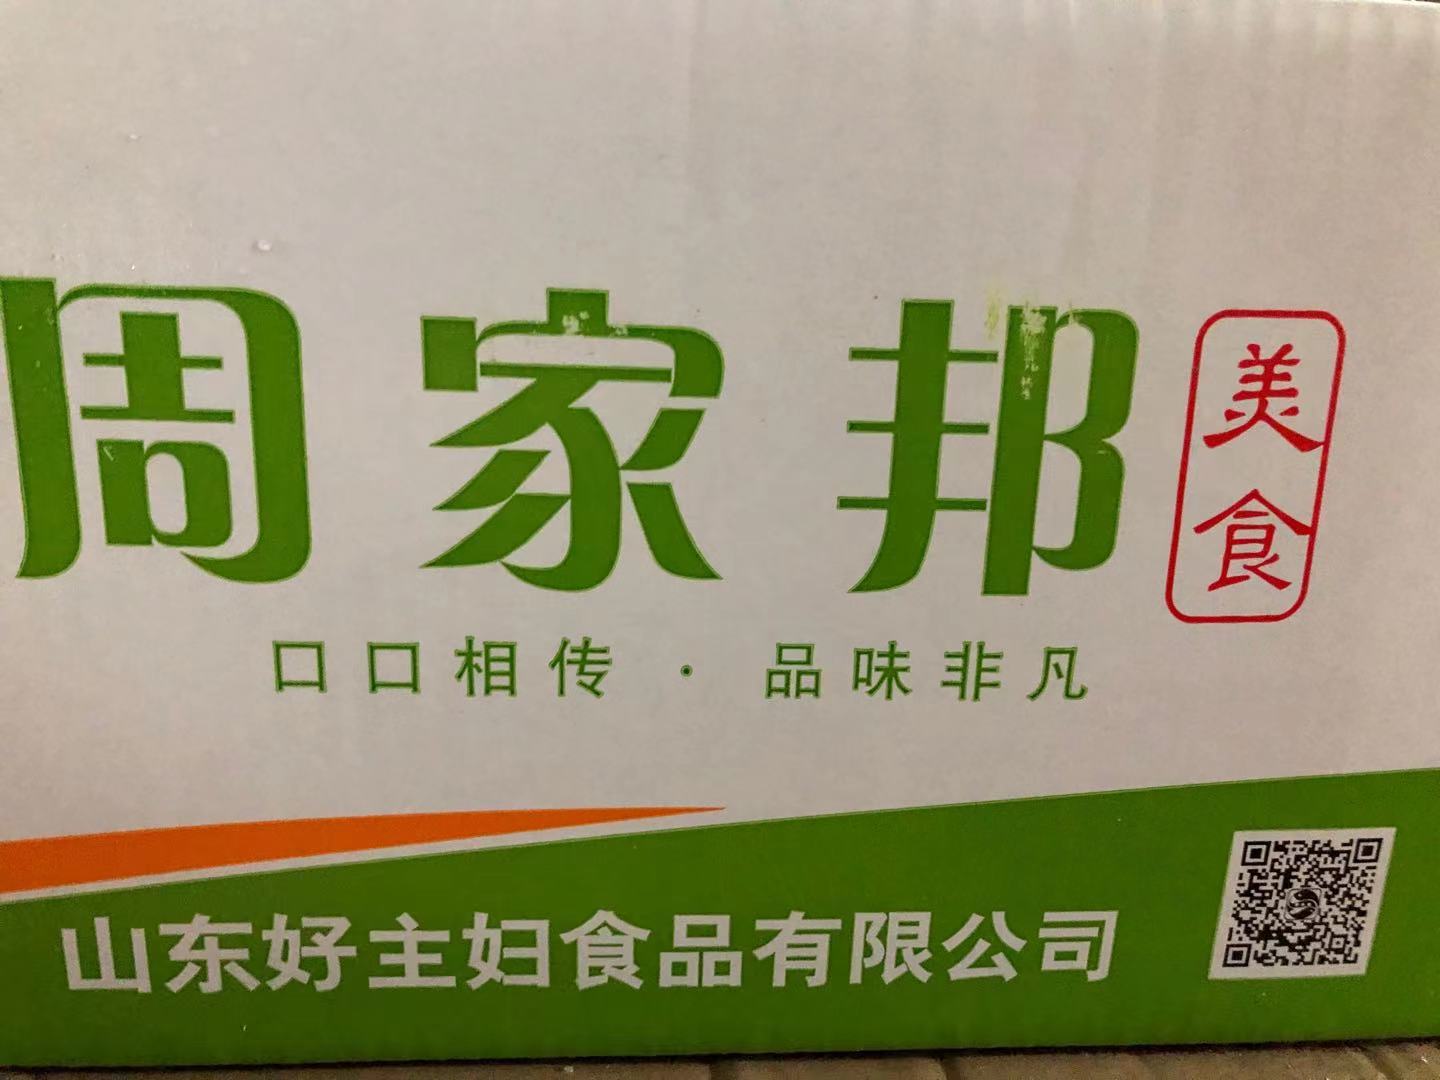 周家邦
美食
口口相传·品味非凡
山东好主妇食品有限公司